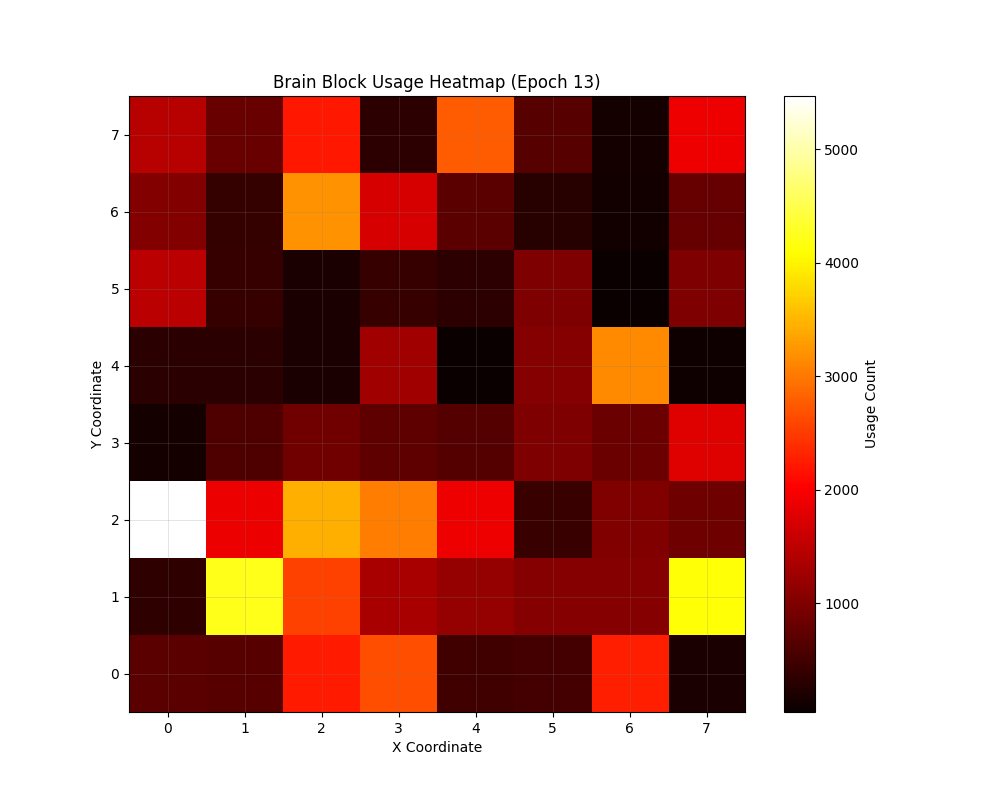 Brain Block Usage Heatmap (Epoch 13)
7
6
5
4
3
2
1
0
Y Coordinate
0 1 2 3 4 5 6 7
X Coordinate
5000
4000
3000
2000
1000
Usage Count